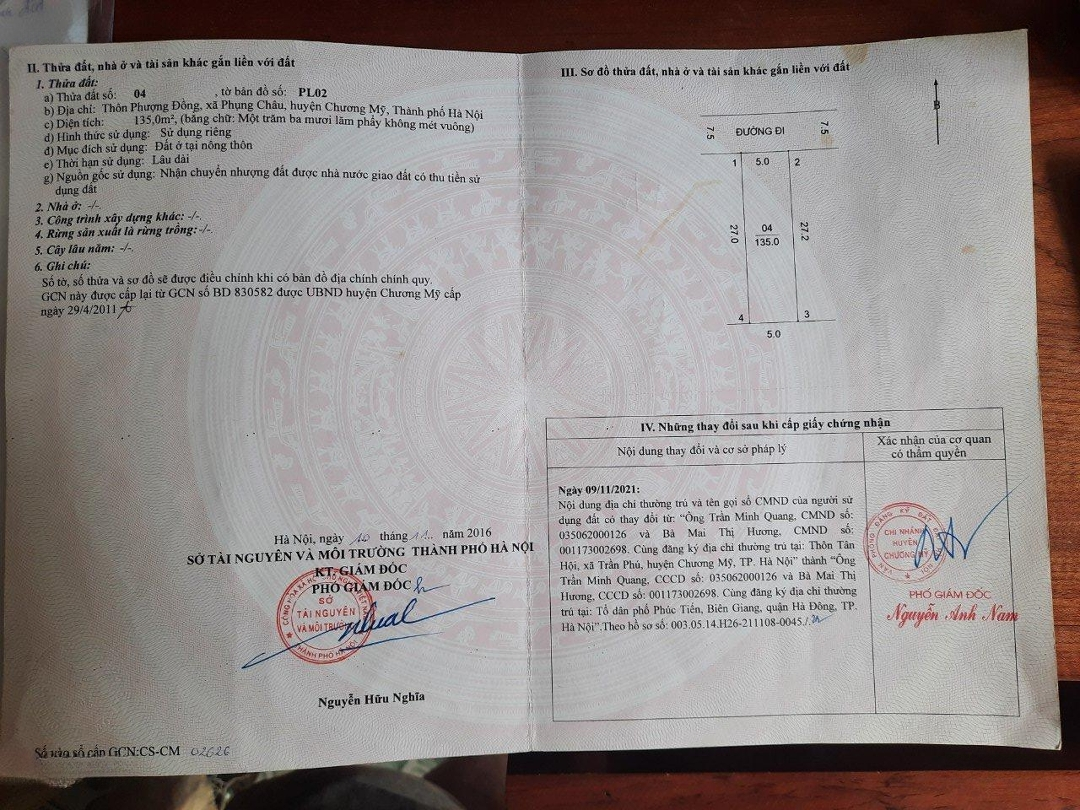 II. Thửa đất, nhà ở và tài sản khác gắn liền với đất
1. Thửa đất:
a) Thửa đất số: 04 , tờ bản đồ số: PL02
b) Địa chỉ: Thôn Phượng Đồng, xã Phụng Châu, huyện Chương Mỹ, Thành phố Hà Nội
c) Diện tích: 135,0m², (bằng chữ: Một trăm ba mươi lăm phẩy không mét vuông)
d) Hình thức sử dụng: Sử dụng riêng
đ) Mục đích sử dụng: Đất ở tại nông thôn
e) Thời hạn sử dụng: Lâu dài
g) Nguồn gốc sử dụng: Nhận chuyển nhượng đất được nhà nước giao đất có thu tiền sử
dụng đất
2. Nhà ở: -/-.
3. Công trình xây dựng khác: -/-.
4. Rừng sản xuất là rừng trồng:-/-.
5. Cây lâu năm: -/-.
6. Ghi chú:
Số tờ, số thửa và sơ đồ sẽ được điều chỉnh khi có bản đồ địa chính chính quy.
GCN này được cấp lại từ GCN số BD 830582 được UBND huyện Chương Mỹ cấp
ngày 29/4/2011
Hà Nội, ngày 10 tháng 11 năm 2016
SỞ TÀI NGUYÊN VÀ MÔI TRƯỜNG THÀNH PHỐ HÀ NỘI
KT. GIÁM ĐỐC
PHÓ GIÁM ĐỐC
SỞ
TÀI NGUYÊN
VÀ MÔI TRƯỜNG
THÀNH PHỐ HÀ NỘI
Nguyễn Hữu Nghĩa
Số vào sổ cấp GCN:CS-CM 02626
III. Sơ đồ thửa đất, nhà ở và tài sản khác gắn liền với đất
B
7.5 ĐƯỜNG ĐI 7.5
1 5.0 2
27.0 04 27.2
135.0
4 3
5.0
IV. Những thay đổi sau khi cấp giấy chứng nhận
Nội dung thay đổi và cơ sở pháp lý
Xác nhận của cơ quan
có thẩm quyền
Ngày 09/11/2021:
Nội dung địa chỉ thường trú và tên gọi số CMND của người sử
dụng đất có thay đổi từ: “Ông Trần Minh Quang, CMND số:
035062000126 và Bà Mai Thị Hương, CMND số:
001173002698. Cùng đăng ký địa chỉ thường trú tại: Thôn Tân
Hội, xã Trần Phú, huyện Chương Mỹ, TP. Hà Nội” thành “Ông
Trần Minh Quang, CCCD số: 035062000126 và Bà Mai Thị
Hương, CCCD số: 001173002698. Cùng đăng ký địa chỉ thường
trú tại: Tổ dân phố Phúc Tiến, Biên Giang, quận Hà Đông, TP.
Hà Nội”.Theo hồ sơ số: 003.05.14.H26-211108-0045./.
CHI NHÁNH
HUYỆN
CHƯƠNG MỸ
PHÓ GIÁM ĐỐC
Nguyễn Anh Nam